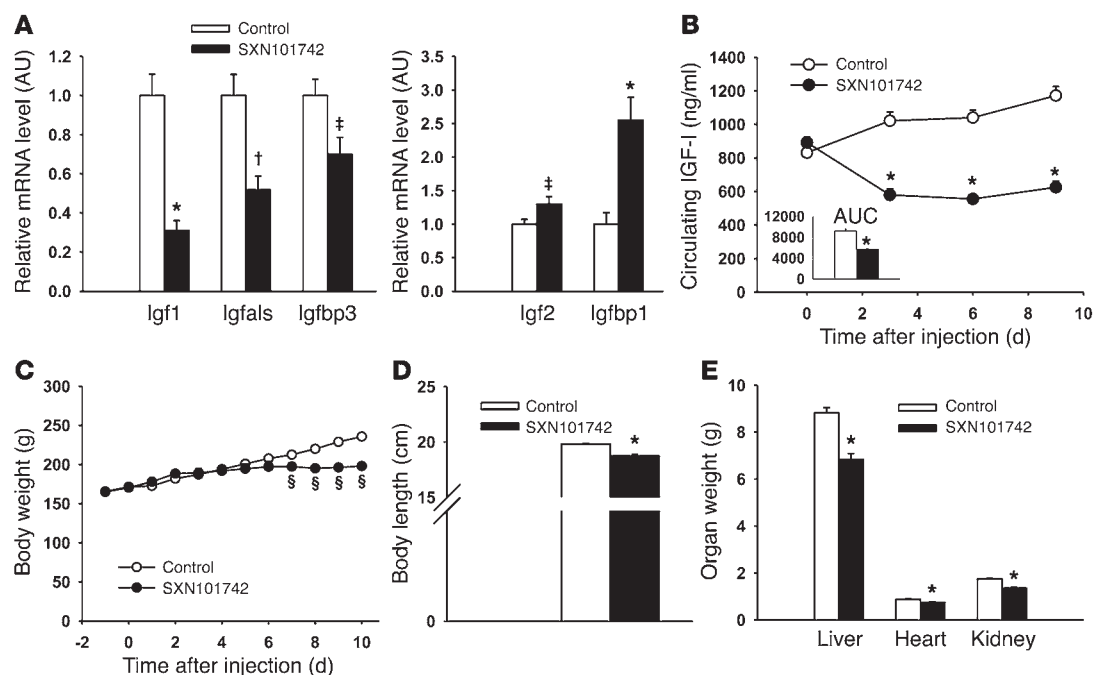 A
Control
SXN101742
Relative mRNA level (AU)
1.2
1.0
0.8
0.6
0.4
0.2
0.0
*
†
‡
Igf1
Igfals
Igfbp3
Relative mRNA level (AU)
3.5
3.0
2.5
2.0
1.5
1.0
0.5
0.0
‡
*
Igf2
Igfbp1
B
Control
SXN101742
Circulating IGF-I (ng/ml)
1400
1200
1000
800
600
400
200
0
* * *
AUC
12000
8000
4000
0
*
0 2 4 6 8 10
Time after injection (d)
C
Body weight (g)
300
250
200
150
100
50
0
§ § § §
Control
SXN101742
-2 0 2 4 6 8 10
Time after injection (d)
D
Control
SXN101742
Body length (cm)
25
20
15
0
*
E
Control
SXN101742
Organ weight (g)
10
8
6
4
2
0
* * *
Liver Heart Kidney